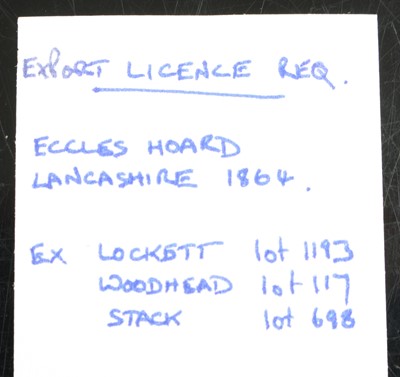 Export LICENCE REQ.
ECCLES HOARD
LANCASHIRE 1864.
EX LOCKETT lot 1193
WOODHEAD lot 117
STACK lot 698